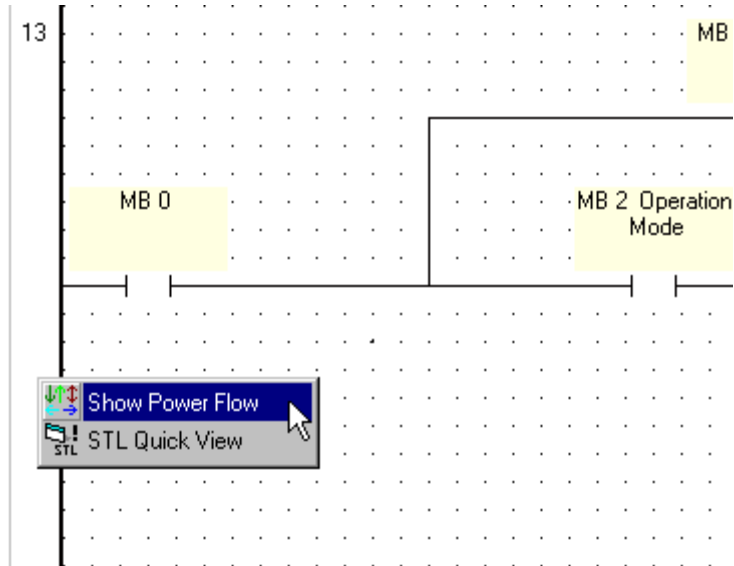 13
MB
MB 0
MB 2 Operation
Mode
Show Power Flow
STL
STL Quick View